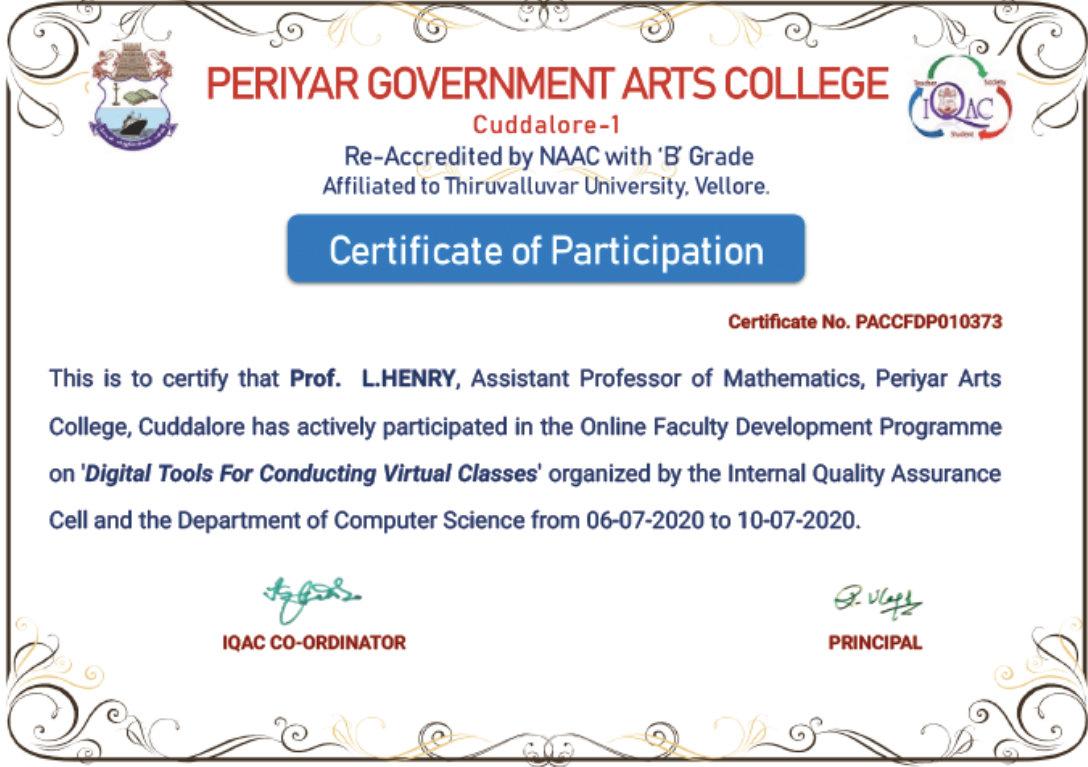 PERIYAR GOVERNMENT ARTS COLLEGE
Cuddalore-1
Re-Accredited by NAAC with ‘B’ Grade
Affiliated to Thiruvalluvar University, Vellore.
Teacher
Society
IQAC
Student
Certificate of Participation
Certificate No. PACCFDP010373
This is to certify that Prof. L.HENRY, Assistant Professor of Mathematics, Periyar Arts
College, Cuddalore has actively participated in the Online Faculty Development Programme
on 'Digital Tools For Conducting Virtual Classes' organized by the Internal Quality Assurance
Cell and the Department of Computer Science from 06-07-2020 to 10-07-2020.
IQAC CO-ORDINATOR
PRINCIPAL